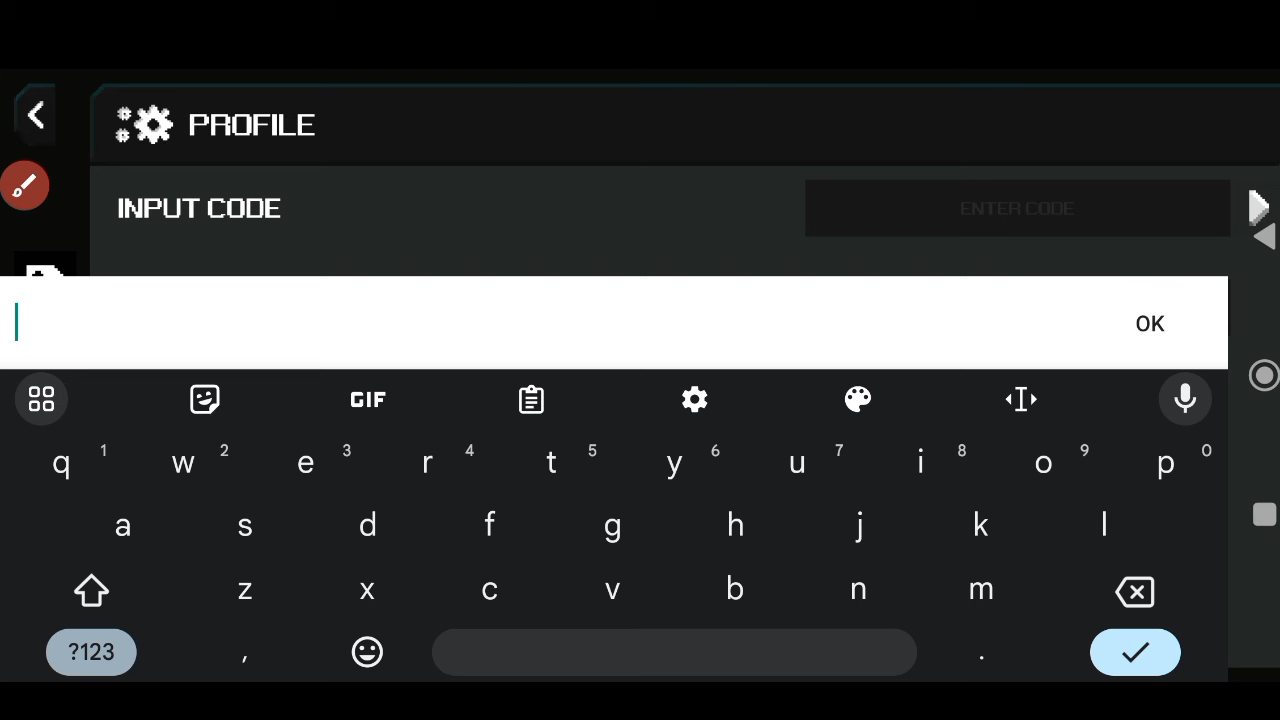 PROFILE
INPUT CODE
ENTER CODE
OK
GIF
q 1 w 2 e 3 r 4 t 5 y 6 u 7 i 8 o 9 p 0
a s d f g h j k l
z x c v b n m
?123 , .